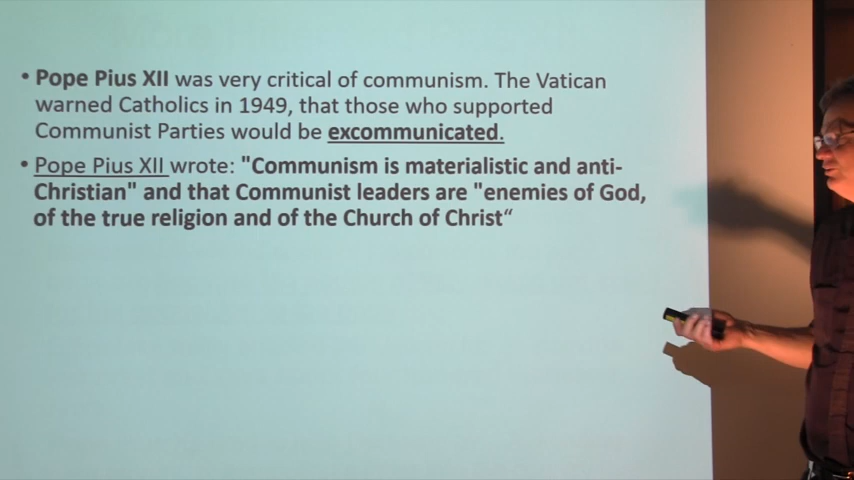 • Pope Pius XII was very critical of communism. The Vatican
warned Catholics in 1949, that those who supported
Communist Parties would be excommunicated.
• Pope Pius XII wrote: "Communism is materialistic and anti-
Christian" and that Communist leaders are "enemies of God,
of the true religion and of the Church of Christ“